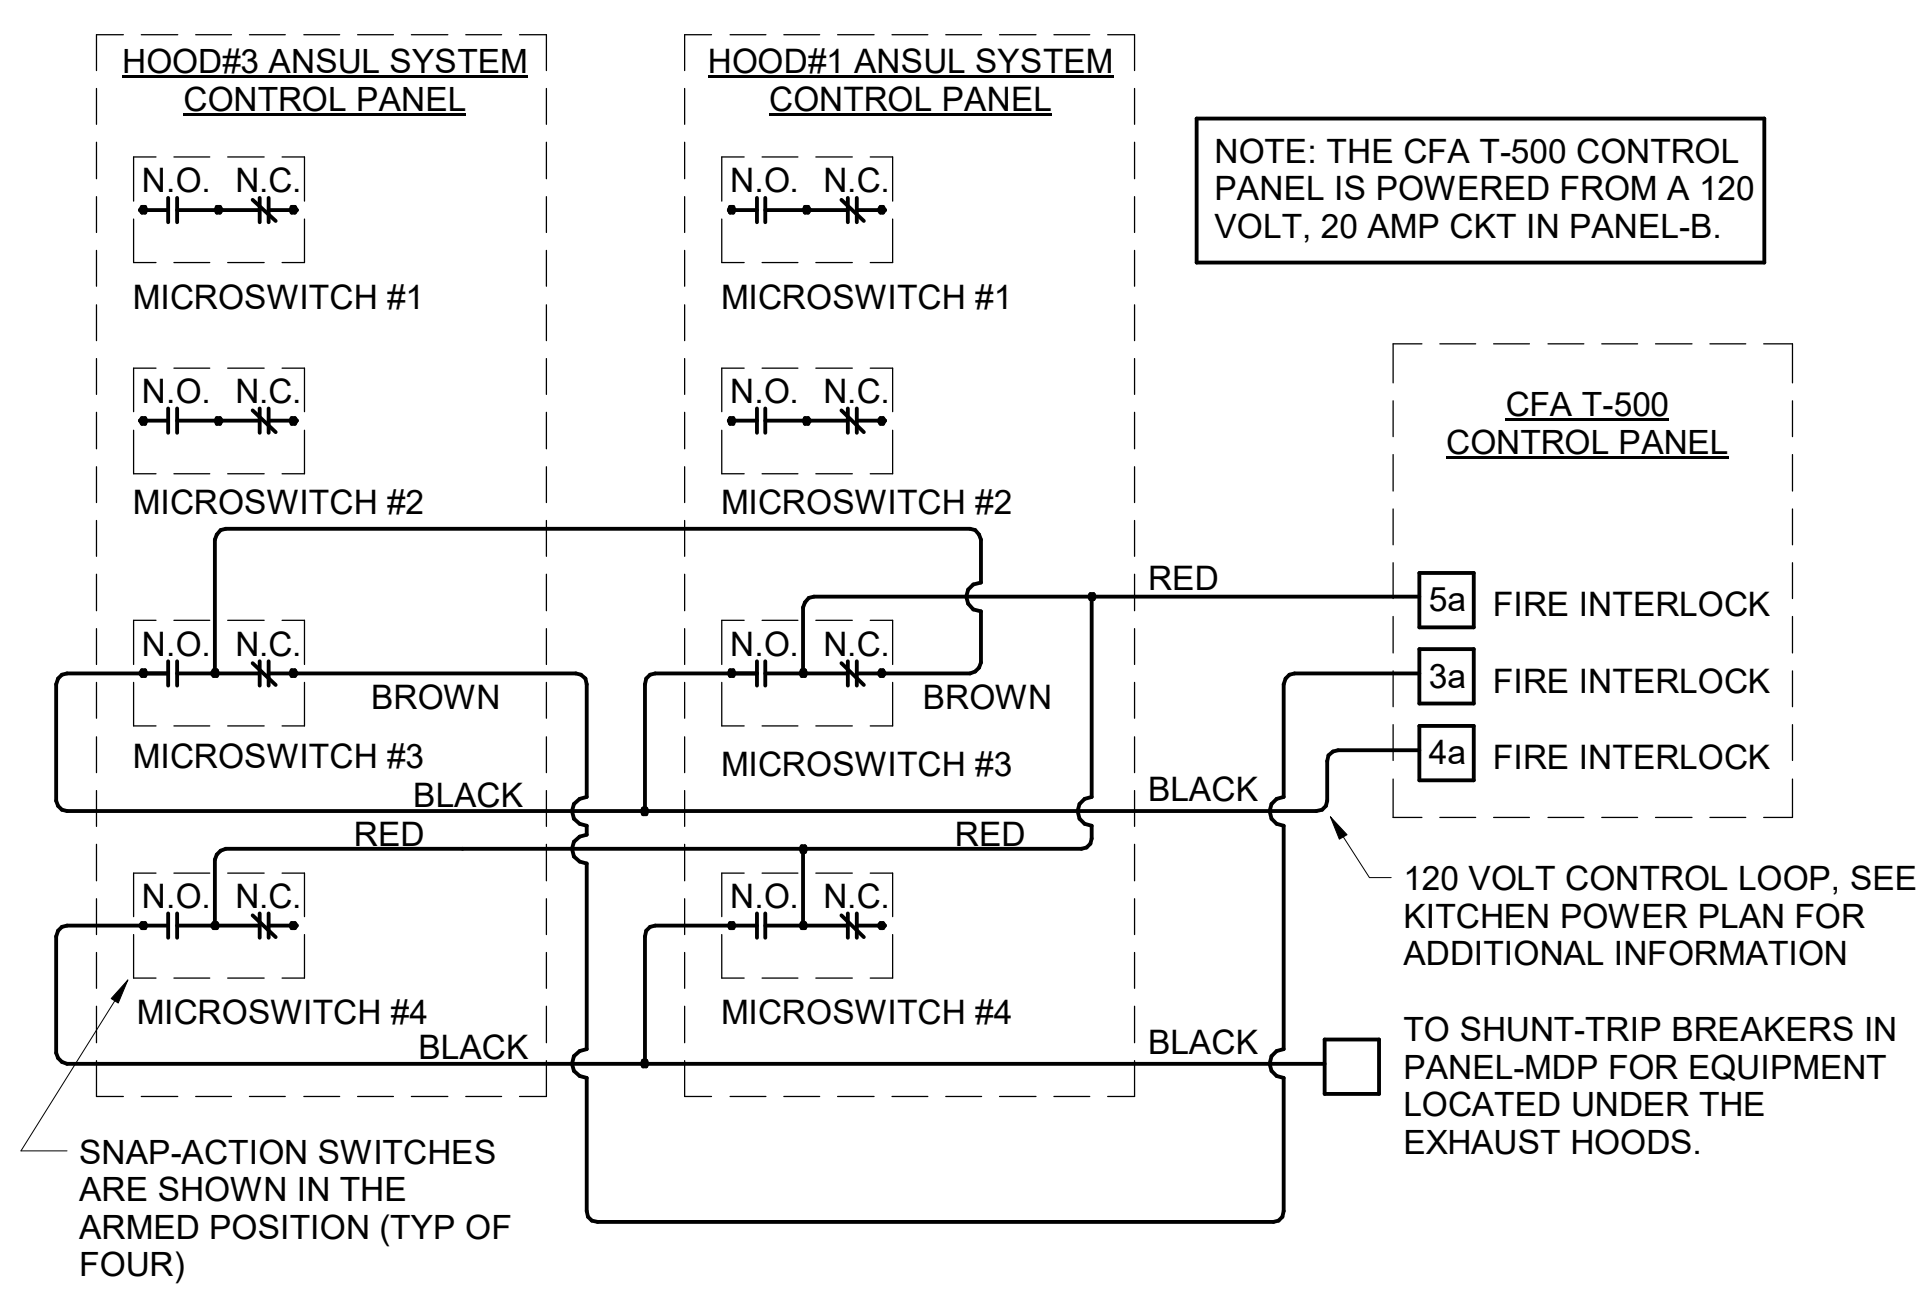 HOOD#3 ANSUL SYSTEM
CONTROL PANEL
N.O. N.C.
MICROSWITCH #1
N.O. N.C.
MICROSWITCH #2
N.O. N.C.
BROWN
MICROSWITCH #3
BLACK
RED
N.O. N.C.
MICROSWITCH #4
BLACK
SNAP-ACTION SWITCHES
ARE SHOWN IN THE
ARMED POSITION (TYP OF
FOUR)
HOOD#1 ANSUL SYSTEM
CONTROL PANEL
N.O. N.C.
MICROSWITCH #1
N.O. N.C.
MICROSWITCH #2
N.O. N.C.
BROWN
MICROSWITCH #3
RED
N.O. N.C.
MICROSWITCH #4
NOTE: THE CFA T-500 CONTROL
PANEL IS POWERED FROM A 120
VOLT, 20 AMP CKT IN PANEL-B.
CFA T-500
CONTROL PANEL
RED
5a FIRE INTERLOCK
3a FIRE INTERLOCK
4a FIRE INTERLOCK
BLACK
120 VOLT CONTROL LOOP, SEE
KITCHEN POWER PLAN FOR
ADDITIONAL INFORMATION
BLACK
TO SHUNT-TRIP BREAKERS IN
PANEL-MDP FOR EQUIPMENT
LOCATED UNDER THE
EXHAUST HOODS.